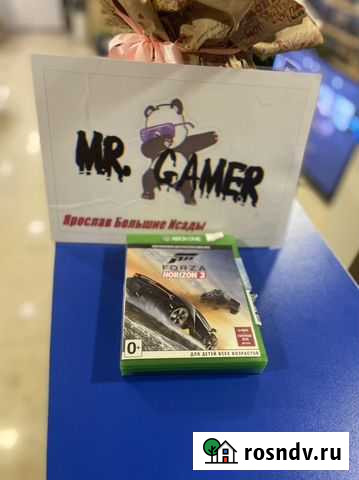 MR. GAMER
Ярослав Большие Исады
XBOX ONE
FORZA
HORIZON 3
0+
ДЛЯ ДЕТЕЙ ВСЕХ ВОЗРАСТОВ
rosndv.ru